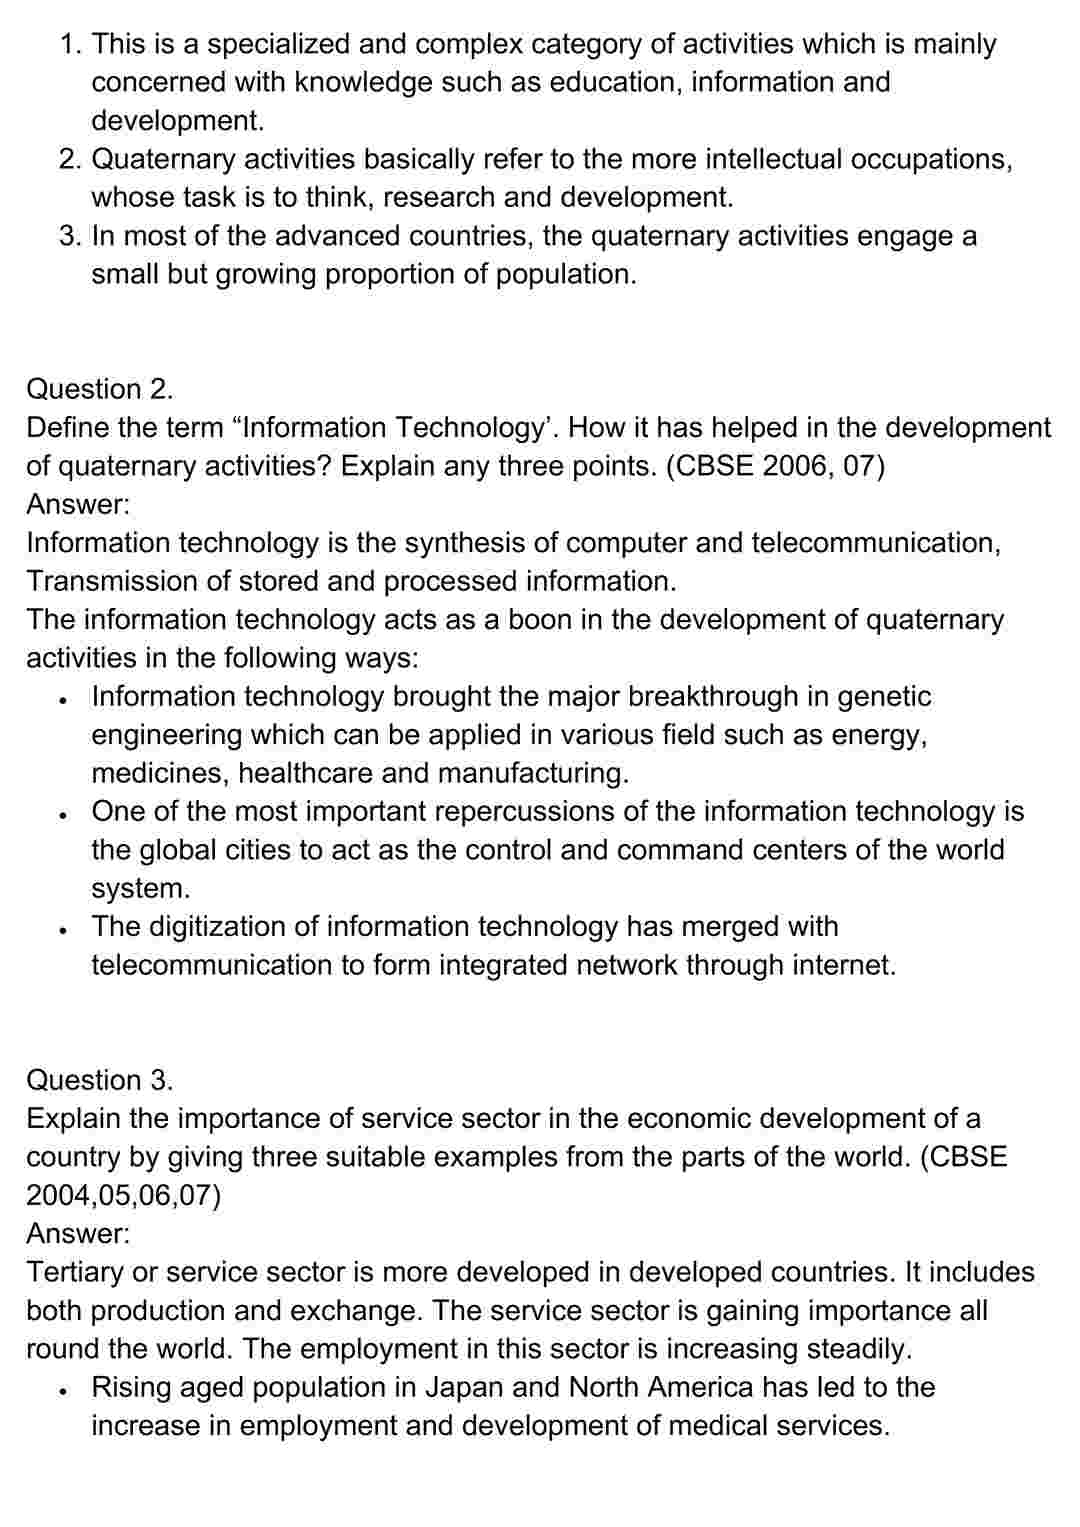 1. This is a specialized and complex category of activities which is mainly
concerned with knowledge such as education, information and
development.
2. Quaternary activities basically refer to the more intellectual occupations,
whose task is to think, research and development.
3. In most of the advanced countries, the quaternary activities engage a
small but growing proportion of population.
Question 2.
Define the term “Information Technology’. How it has helped in the development
of quaternary activities? Explain any three points. (CBSE 2006, 07)
Answer:
Information technology is the synthesis of computer and telecommunication,
Transmission of stored and processed information.
The information technology acts as a boon in the development of quaternary
activities in the following ways:
• Information technology brought the major breakthrough in genetic
engineering which can be applied in various field such as energy,
medicines, healthcare and manufacturing.
• One of the most important repercussions of the information technology is
the global cities to act as the control and command centers of the world
system.
• The digitization of information technology has merged with
telecommunication to form integrated network through internet.
Question 3.
Explain the importance of service sector in the economic development of a
country by giving three suitable examples from the parts of the world. (CBSE
2004,05,06,07)
Answer:
Tertiary or service sector is more developed in developed countries. It includes
both production and exchange. The service sector is gaining importance all
round the world. The employment in this sector is increasing steadily.
• Rising aged population in Japan and North America has led to the
increase in employment and development of medical services.